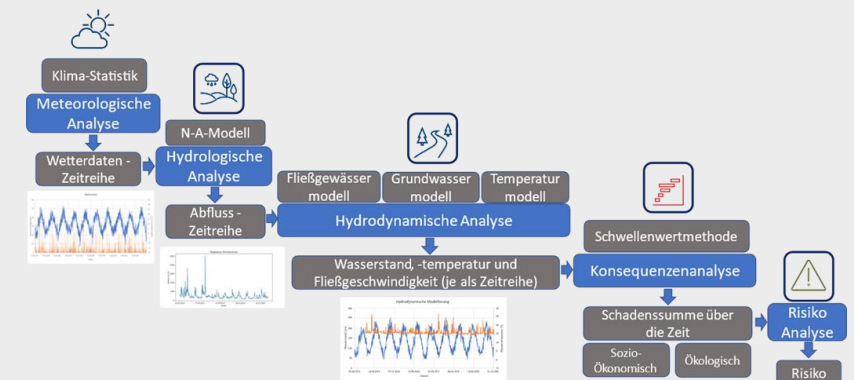 Klima-Statistik
Meteorologische
Analyse
Wetterdaten -
Zeitreihe
N-A-Modell
Hydrologische
Analyse
Abfluss -
Zeitreihe
Fließgewässer
modell
Grundwasser
modell
Temperatur
modell
Hydrodynamische Analyse
Wasserstand, -temperatur und
Fließgeschwindigkeit (je als Zeitreihe)
Hydrodynamische Modellierung
Schwellenwertmethode
Konsequenzenanalyse
Schadenssumme über
die Zeit
Sozio-
Ökonomisch
Ökologisch
Risiko
Analyse
Risiko